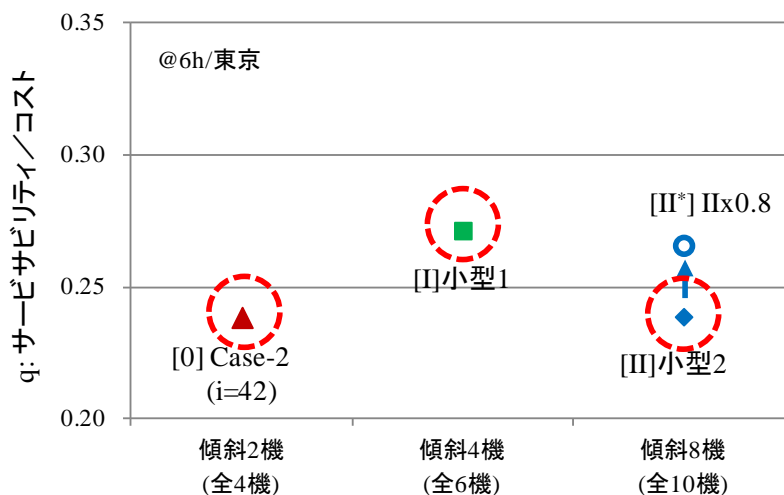 0.35
0.30
0.25
0.20
q: サービサビリティ／コスト
@6h/東京
[II*] IIx0.8
[I]小型1
[0] Case-2
(i=42)
[II]小型2
傾斜2機
(全4機)
傾斜4機
(全6機)
傾斜8機
(全10機)